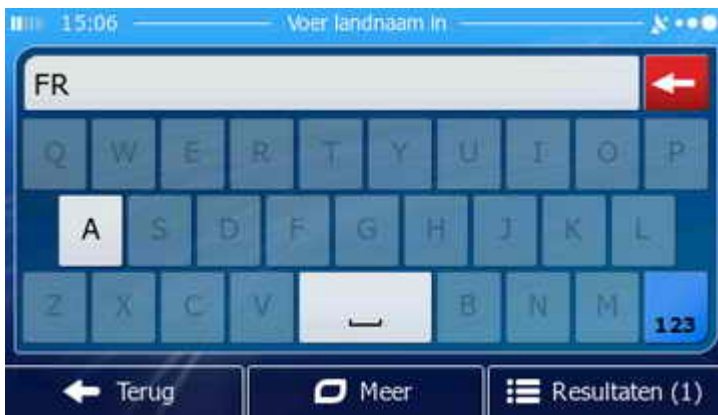 15:06 Voer landnaam in
FR
Q W E R T Y U I O P
A S D F G H J K L
Z X C V B N M 123
Terug Meer Resultaten (1)